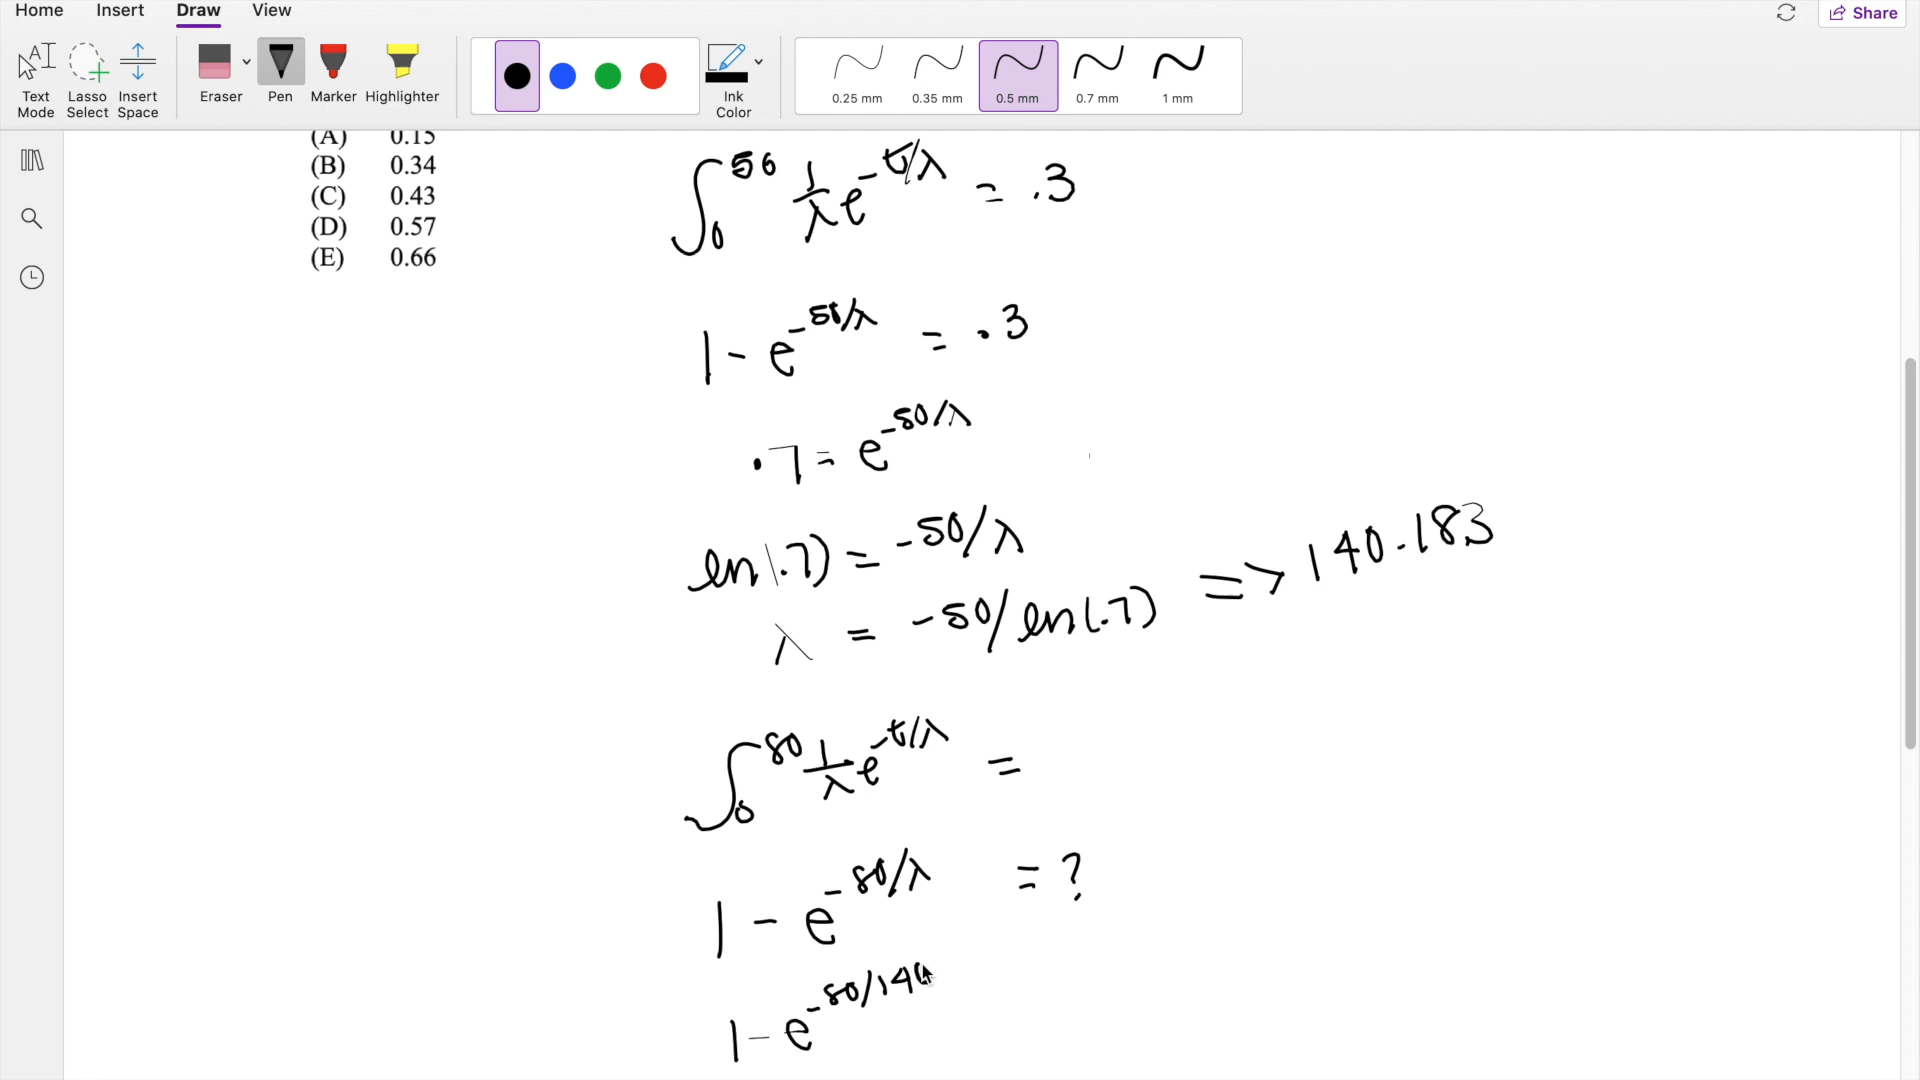 Home Insert Draw View Share
Text Mode Lasso Select Insert Space Eraser Pen Marker Highlighter Ink Color 0.25 mm 0.35 mm 0.5 mm 0.7 mm 1 mm
(A) 0.15
(B) 0.34
(C) 0.43
(D) 0.57
(E) 0.66
∫₀⁵⁰ 1/λ e^(-t/λ) = .3
1 - e^(-50/λ) = .3
.7 = e^(-50/λ)
ln(.7) = -50/λ
λ = -50/ln(.7) => 140.183
∫₀⁸⁰ 1/λ e^(-t/λ) =
1 - e^(-80/λ) = ?
1 - e^(-80/140